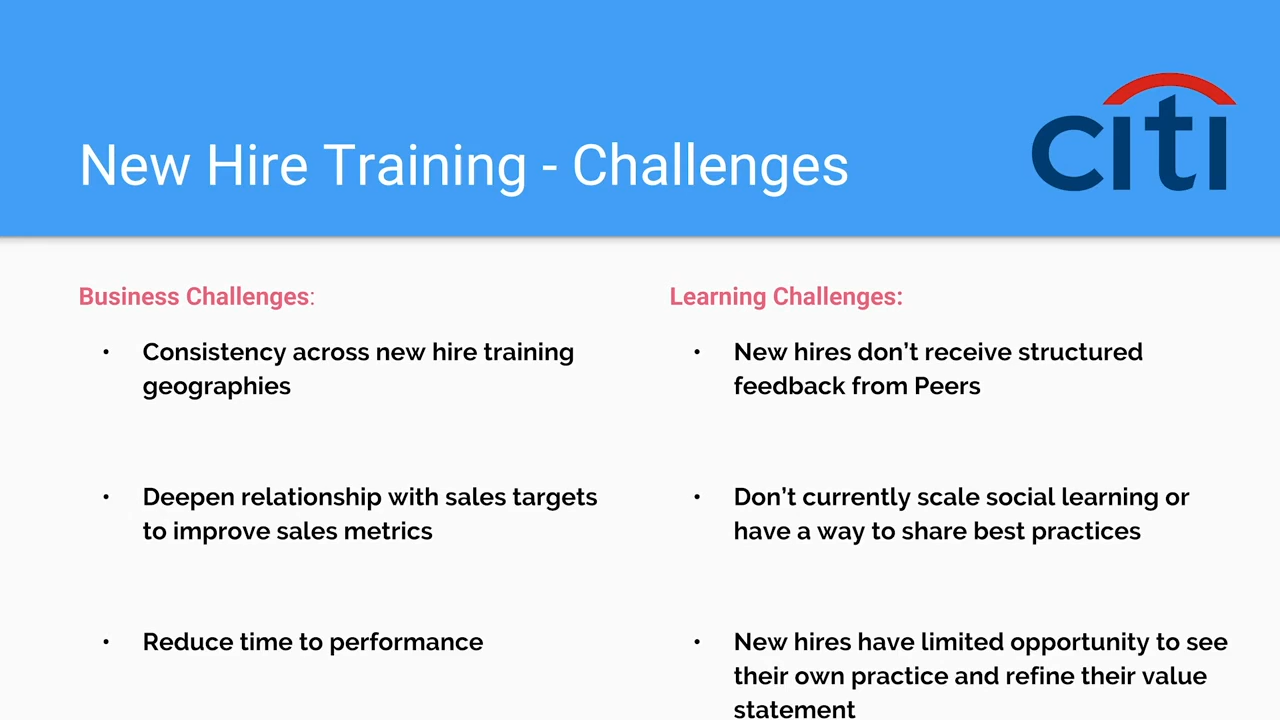 New Hire Training - Challenges
citi
Business Challenges:
• Consistency across new hire training
geographies
• Deepen relationship with sales targets
to improve sales metrics
• Reduce time to performance
Learning Challenges:
• New hires don’t receive structured
feedback from Peers
• Don’t currently scale social learning or
have a way to share best practices
• New hires have limited opportunity to see
their own practice and refine their value
statement